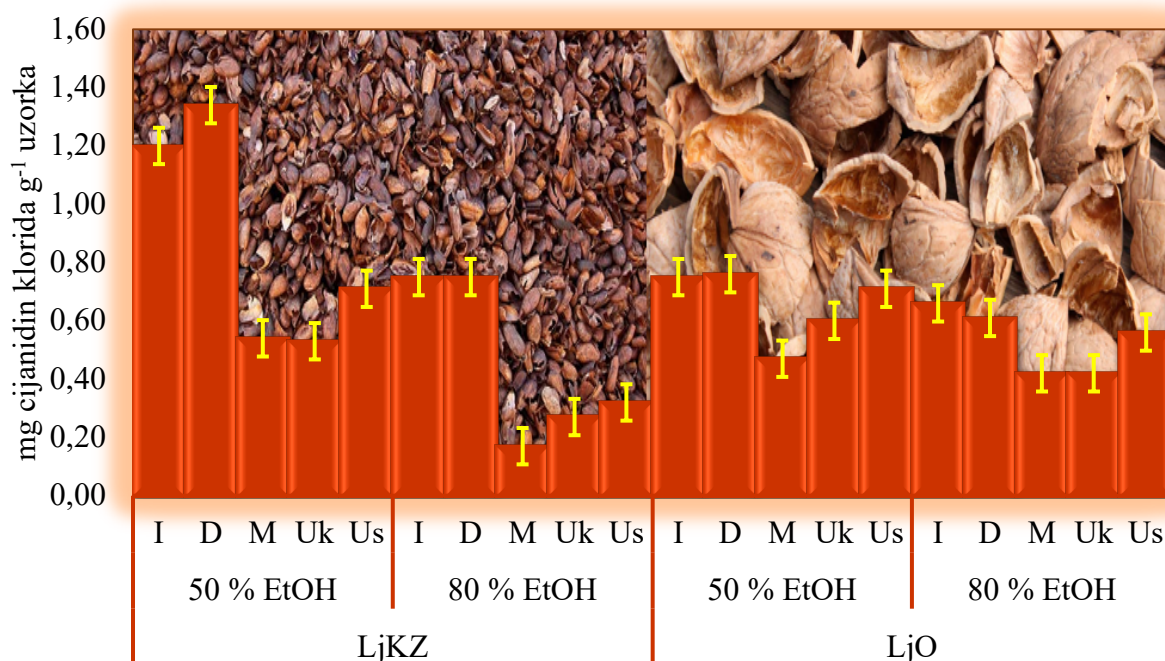 mg cijanidin klorida g⁻¹ uzorka
1,60
1,40
1,20
1,00
0,80
0,60
0,40
0,20
0,00
I D M Uk Us I D M Uk Us I D M Uk Us I D M Uk Us
50 % EtOH 80 % EtOH 50 % EtOH 80 % EtOH
LjKZ LjO